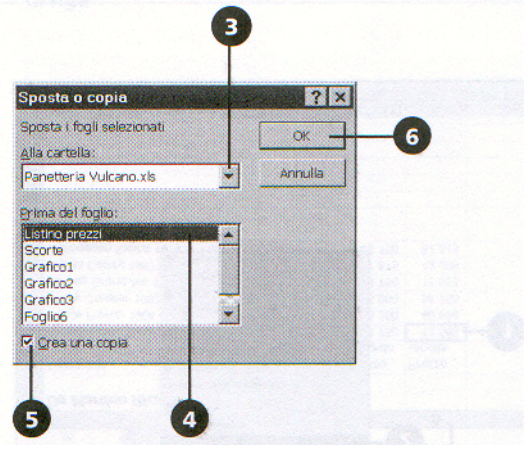 3
Sposta o copia ? ×
Sposta i fogli selezionati
OK
6
Alla cartella:
Panetteria Vulcano.xls
Annulla
Prima del foglio:
Listino prezzi
Scorte
Grafico1
Grafico2
Grafico3
Foglio6
Crea una copia
5
4